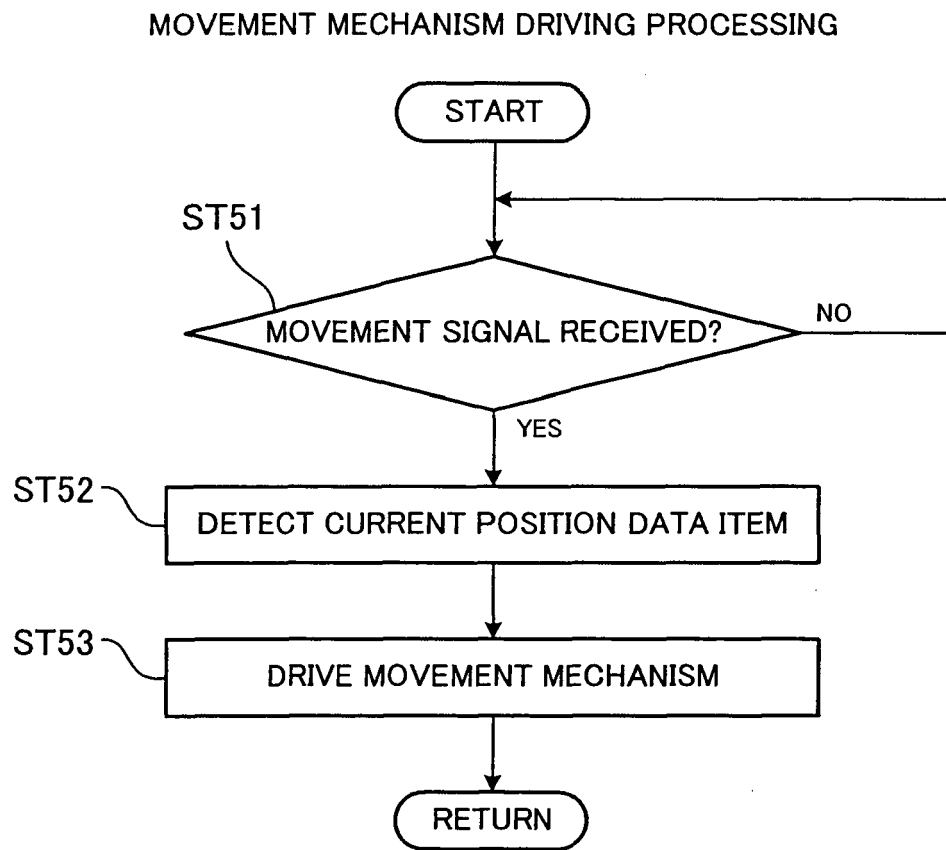 MOVEMENT MECHANISM DRIVING PROCESSING
START
ST51
MOVEMENT SIGNAL RECEIVED?
NO
YES
ST52
DETECT CURRENT POSITION DATA ITEM
ST53
DRIVE MOVEMENT MECHANISM
RETURN